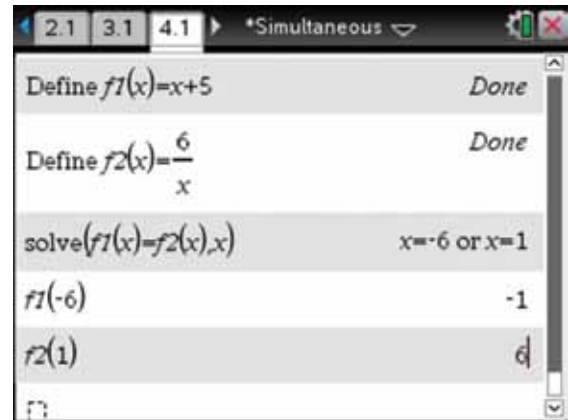 2.1 3.1 4.1 *Simultaneous
Define f1(x)=x+5 Done
Define f2(x)=6/x Done
solve(f1(x)=f2(x),x) x=-6 or x=1
f1(-6) -1
f2(1) 6